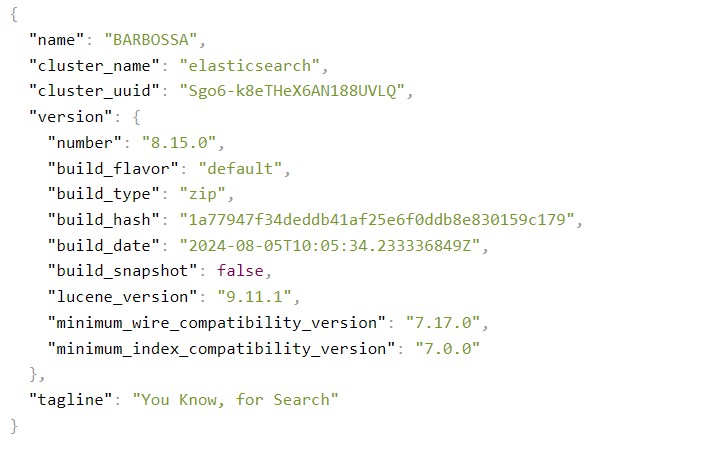 {
"name": "BARBOSSA",
"cluster_name": "elasticsearch",
"cluster_uuid": "Sgo6-k8eTHeX6AN188UVLQ",
"version": {
"number": "8.15.0",
"build_flavor": "default",
"build_type": "zip",
"build_hash": "1a77947f34deddb41af25e6f0ddb8e830159c179",
"build_date": "2024-08-05T10:05:34.233336849Z",
"build_snapshot": false,
"lucene_version": "9.11.1",
"minimum_wire_compatibility_version": "7.17.0",
"minimum_index_compatibility_version": "7.0.0"
},
"tagline": "You Know, for Search"
}